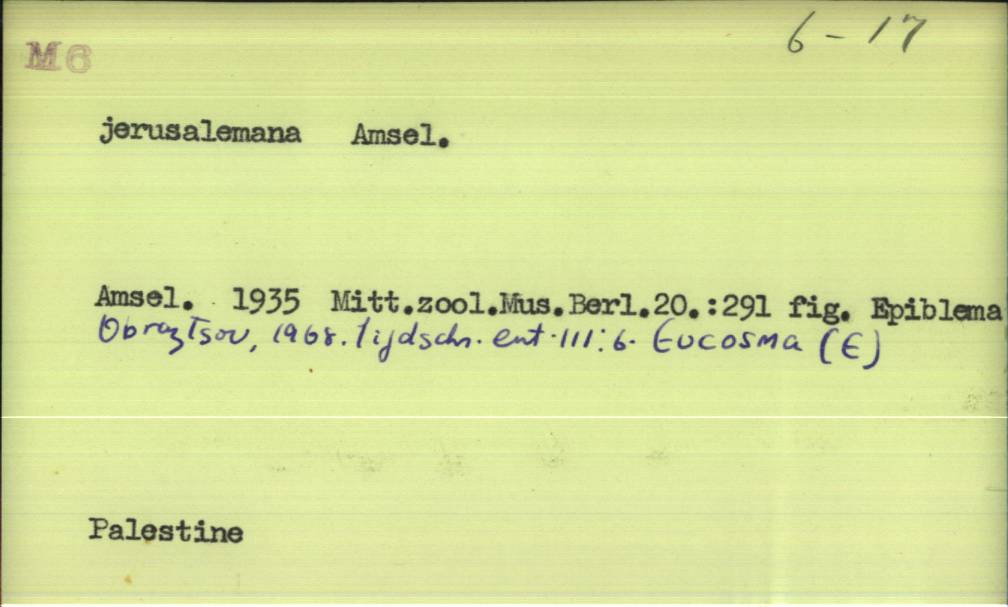 6-17
M6
jerusalemana Amsel.
Amsel. 1935 Mitt.zool.Mus.Berl.20.:291 fig. Epiblema
Obraztsov, 1968. Tijdschr. ent. 111: 6. Eucosma (E)
Palestine